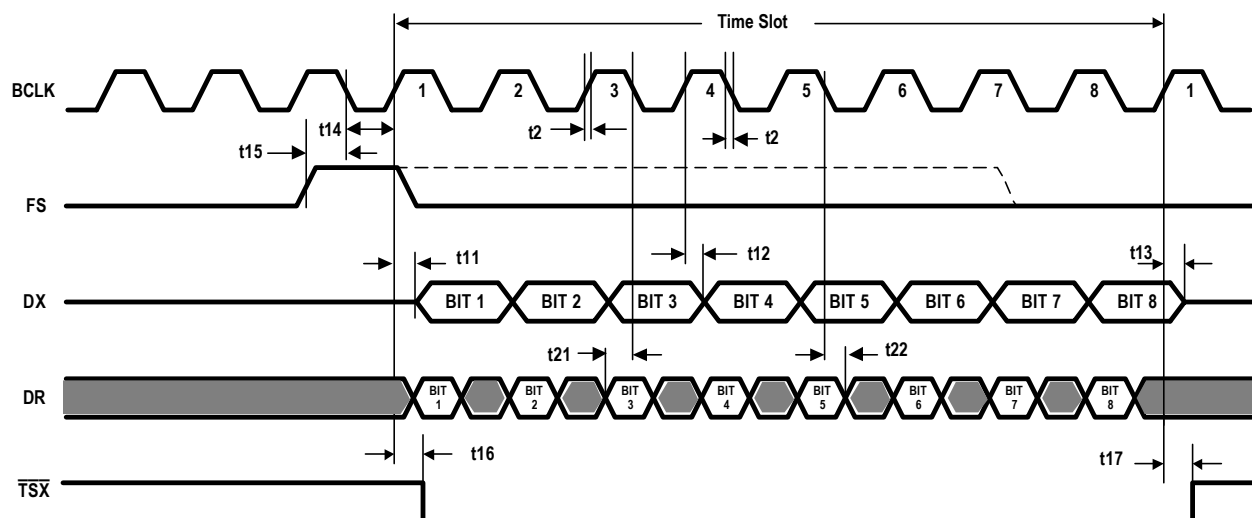 Time Slot
BCLK
1 2 3 4 5 6 7 8 1
t14
t2
t2
t15
FS
t11
t12
t13
DX
BIT 1 BIT 2 BIT 3 BIT 4 BIT 5 BIT 6 BIT 7 BIT 8
t21
t22
DR
BIT BIT BIT BIT BIT BIT BIT BIT
1 2 3 4 5 6 7 8
t16
t17
TSX